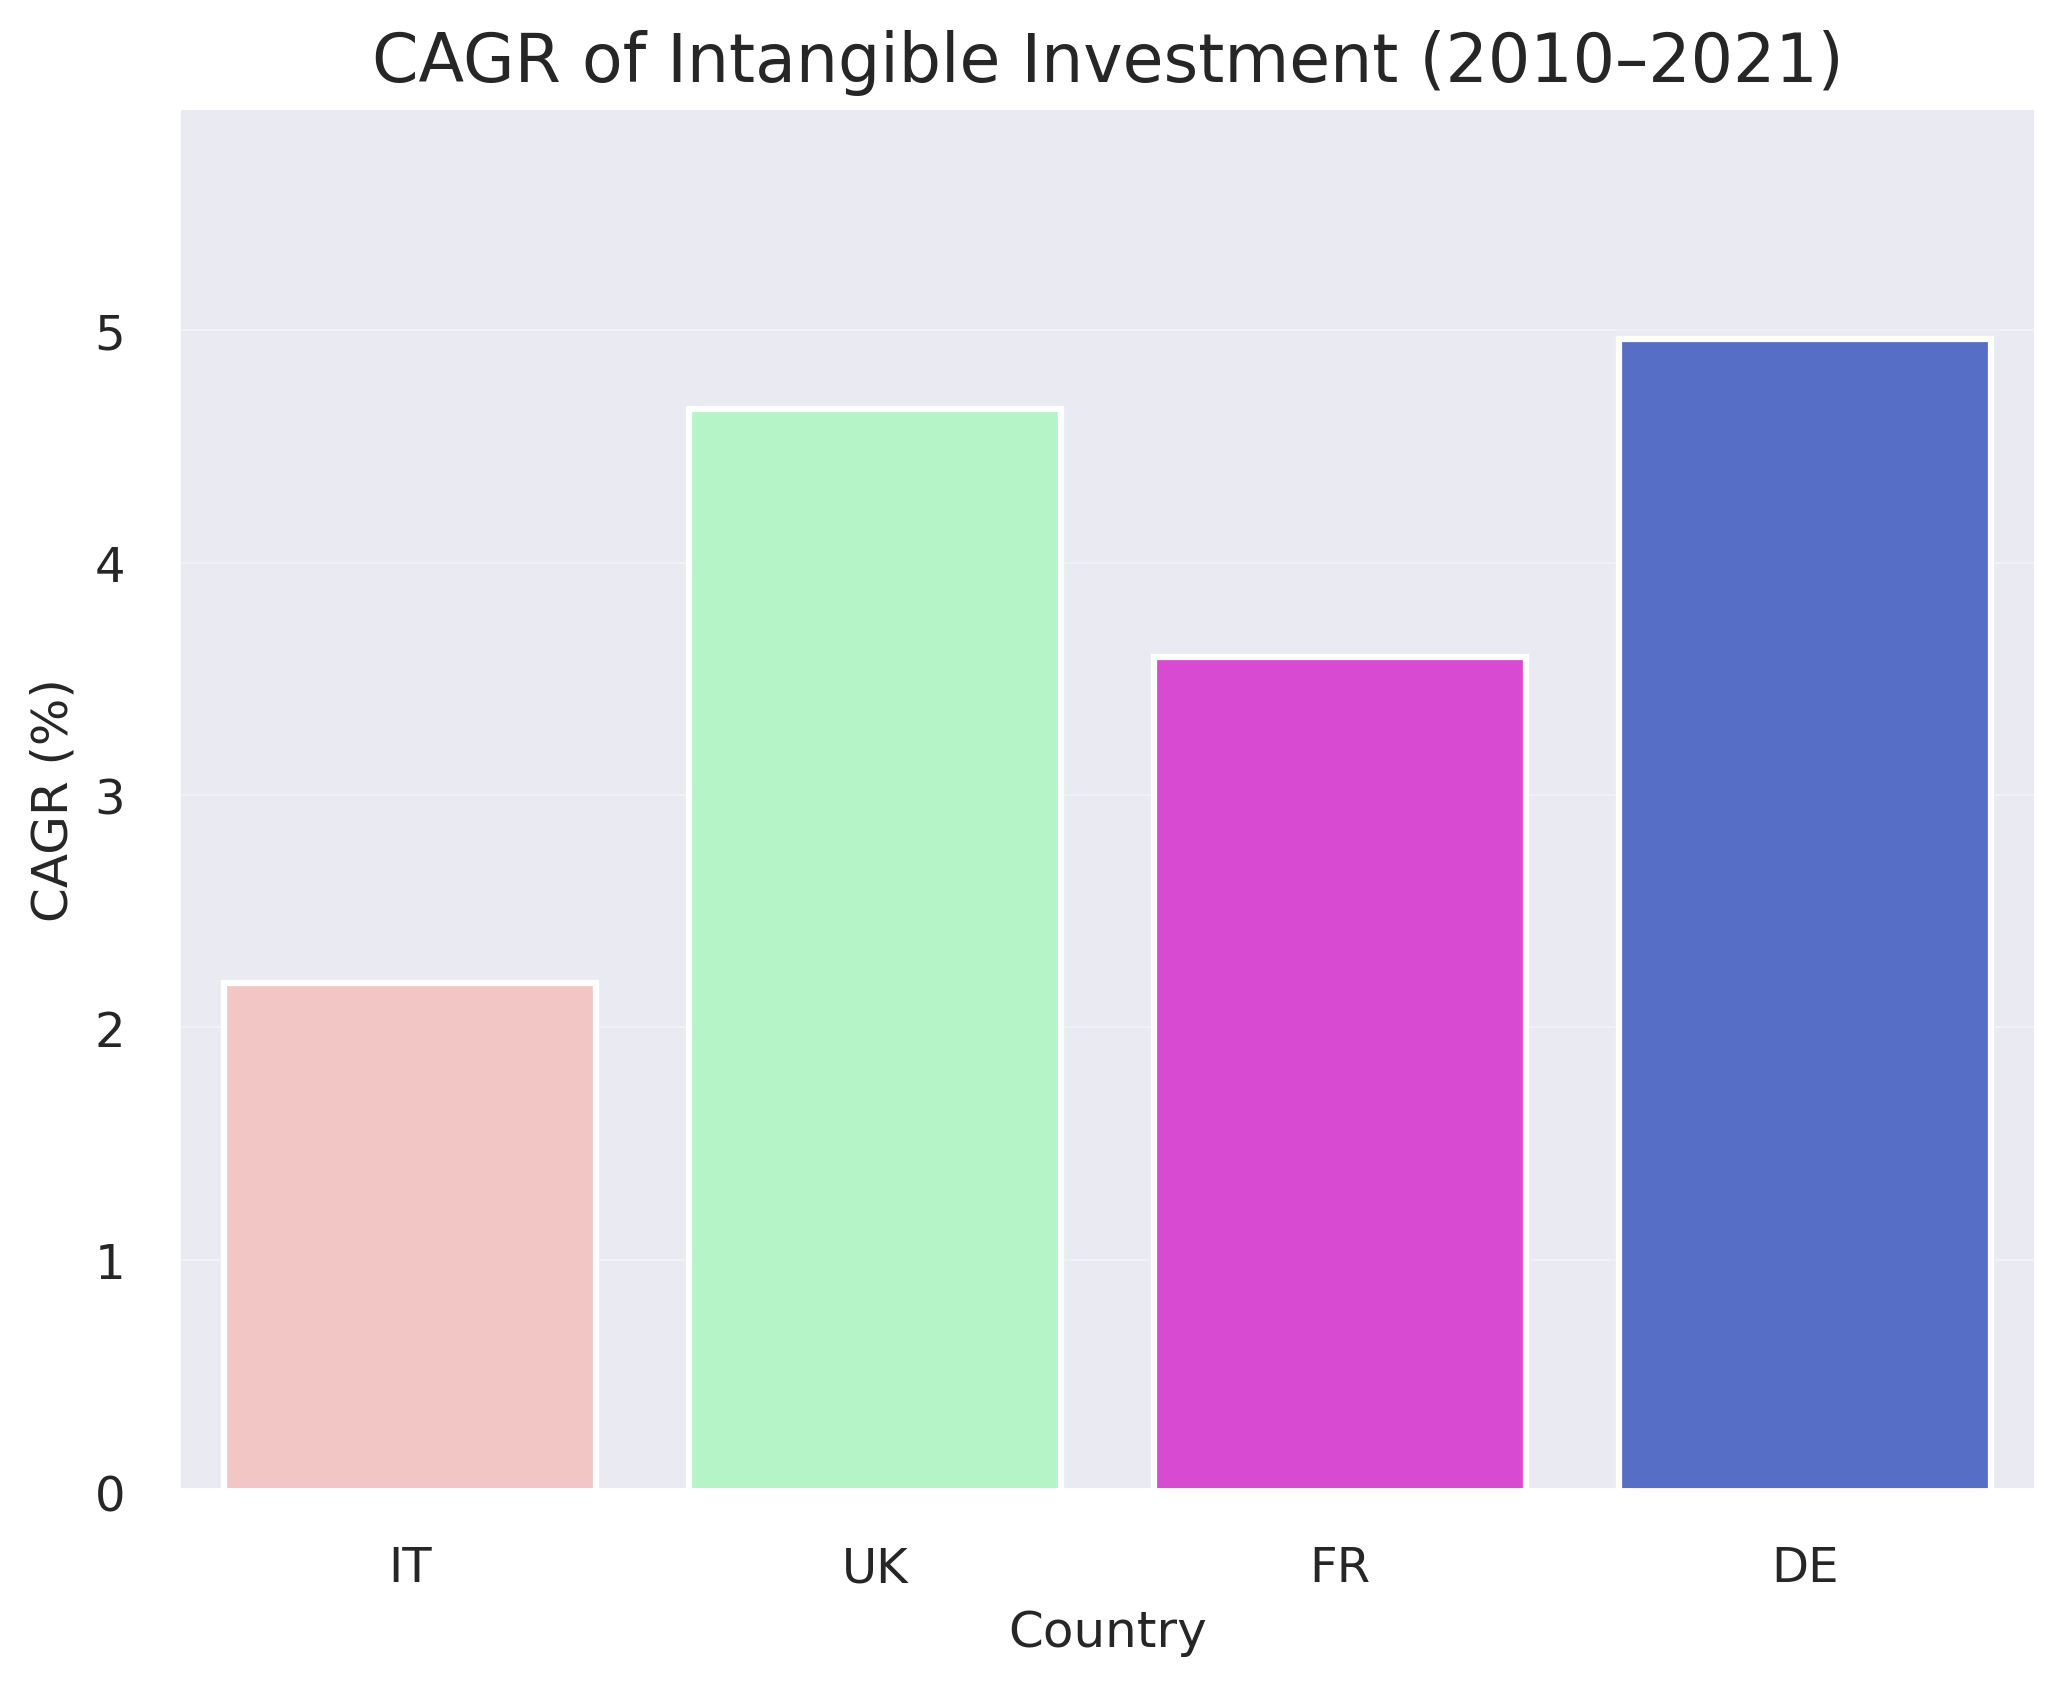 CAGR of Intangible Investment (2010–2021)
CAGR (%)
5
4
3
2
1
0
IT UK FR DE
Country